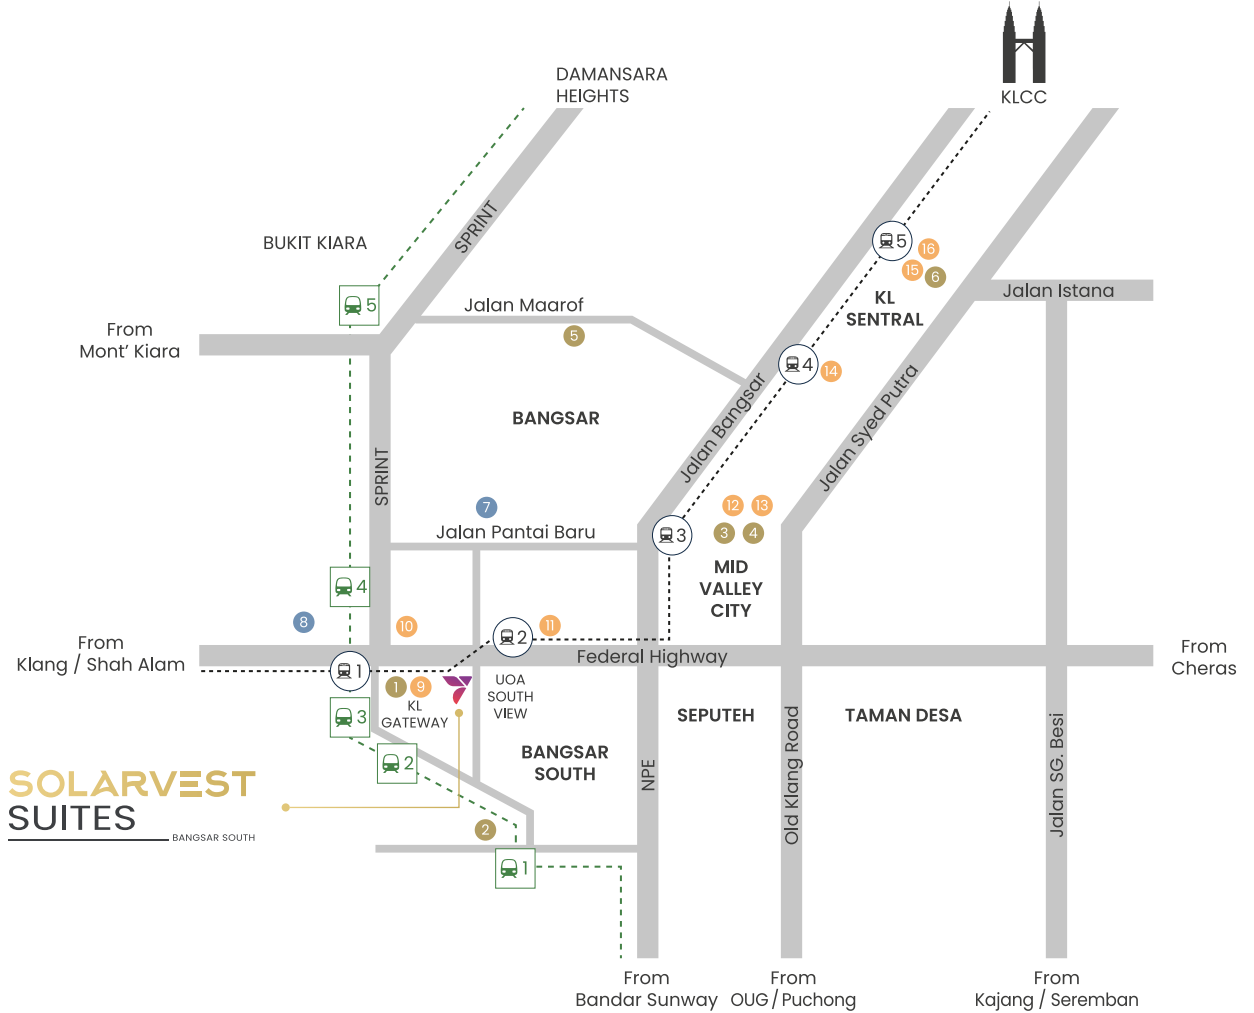 DAMANSARA
HEIGHTS
KLCC
SPRINT
BUKIT KIARA
5
16
15
6
KL
SENTRAL
Jalan Istana
5
Jalan Maarof
From
Mont' Kiara
5
4
14
Jalan Bangsar
Jalan Syed Putra
BANGSAR
SPRINT
7
12
13
3
4
Jalan Pantai Baru
3
MID
VALLEY
CITY
4
8
10
2
11
From
Klang / Shah Alam
Federal Highway
From
Cheras
1
1
9
KL
GATEWAY
UOA
SOUTH
VIEW
3
SEPUTEH
TAMAN DESA
2
BANGSAR
SOUTH
NPE
Old Klang Road
Jalan SG. Besi
SOLARVEST
SUITES
BANGSAR SOUTH
2
1
From
Bandar Sunway
From
OUG / Puchong
From
Kajang / Seremban